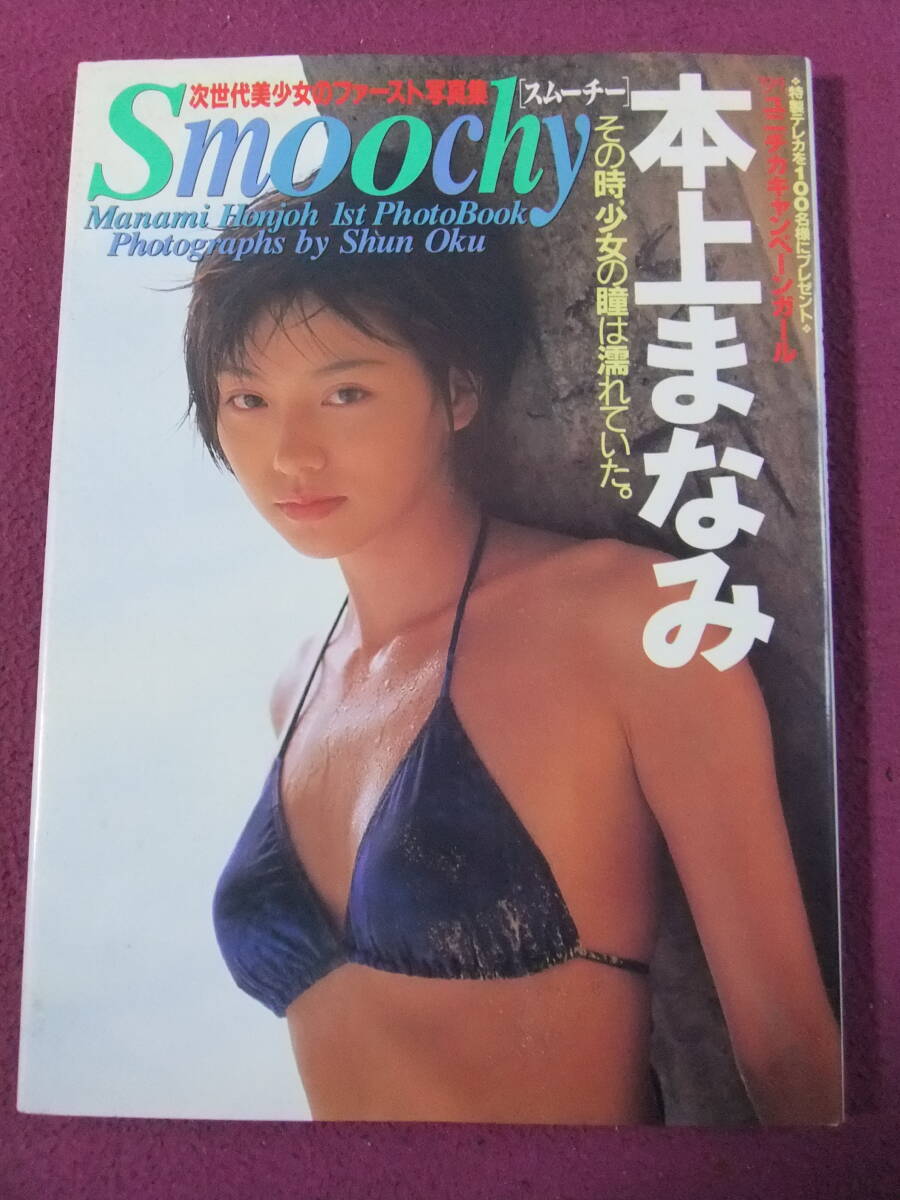 次世代美少女のファースト写真集
[スムーチー]
Smoochy
Manami Honjoh 1st PhotoBook
Photographs by Shun Oku
本上まなみ
その時、少女の瞳は濡れていた。
ユニチカキャンペーンガール
❖特製テレカを100名様にプレゼント❖